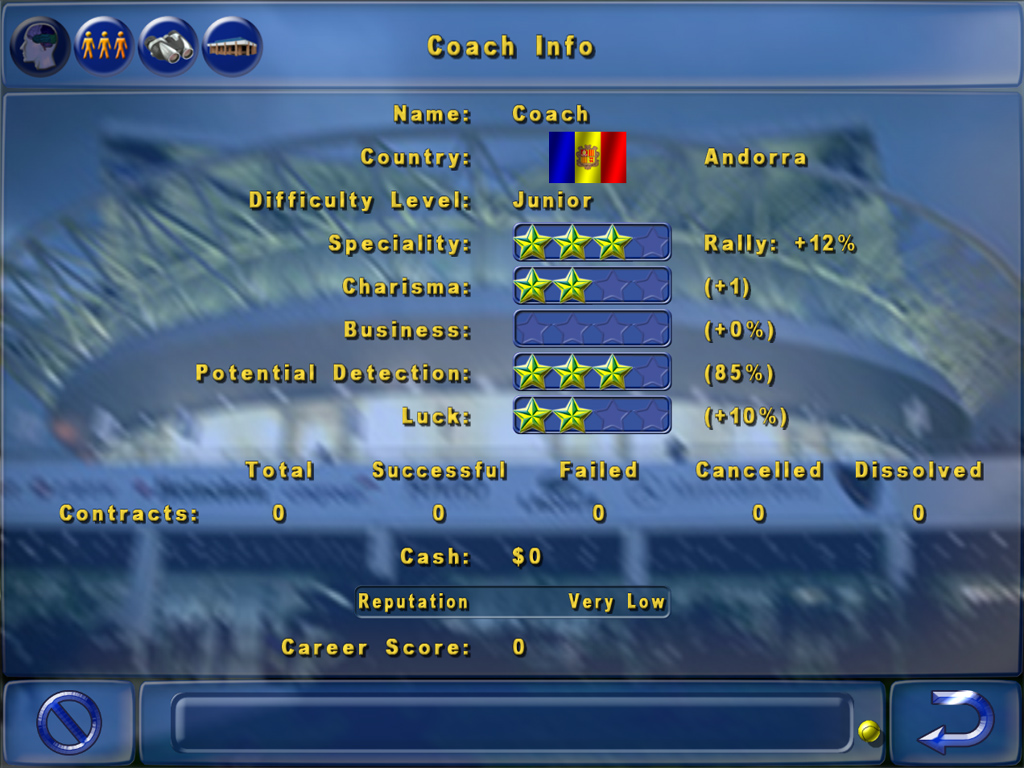 Coach Info
Name: Coach
Country: Andorra
Difficulty Level: Junior
Speciality: Rally: +12%
Charisma: (+1)
Business: (+0%)
Potential Detection: (85%)
Luck: (+10%)
Total Successful Failed Cancelled Dissolved
Contracts: 0 0 0 0 0
Cash: $0
Reputation Very Low
Career Score: 0